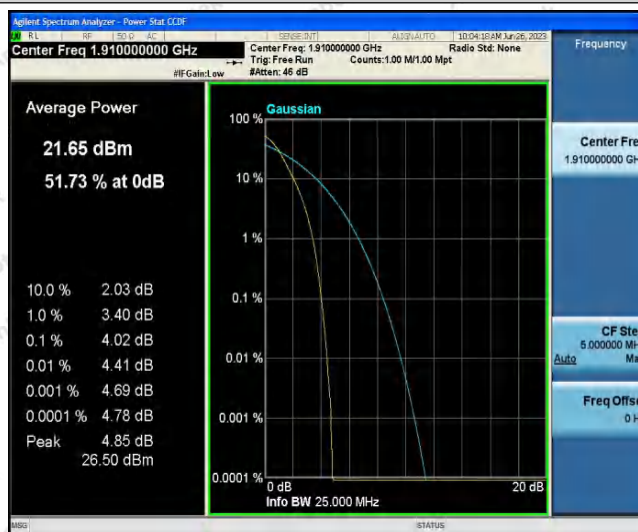 Agilent Spectrum Analyzer - Power Stat CCDF
RL RF 50 Ω AC SENSE:INT ALIGNAUTO 10:04:18 AM Jun 26, 2023
Center Freq 1.910000000 GHz
Center Freq: 1.910000000 GHz Radio Std: None
Trig: Free Run Counts:1.00 M/1.00 Mpt
#IFGain:Low #Atten: 46 dB
Frequency
Average Power
21.65 dBm
51.73 % at 0dB
10.0 % 2.03 dB
1.0 % 3.40 dB
0.1 % 4.02 dB
0.01 % 4.41 dB
0.001 % 4.69 dB
0.0001 % 4.78 dB
Peak 4.85 dB
26.50 dBm
Gaussian
100 %
10 %
1 %
0.1 %
0.01 %
0.001 %
0.0001 %
0 dB 20 dB
Info BW 25.000 MHz
Center Fre
1.910000000 GH
CF Ste
5.000000 MH
Auto Ma
Freq Offse
0 H
MSG STATUS